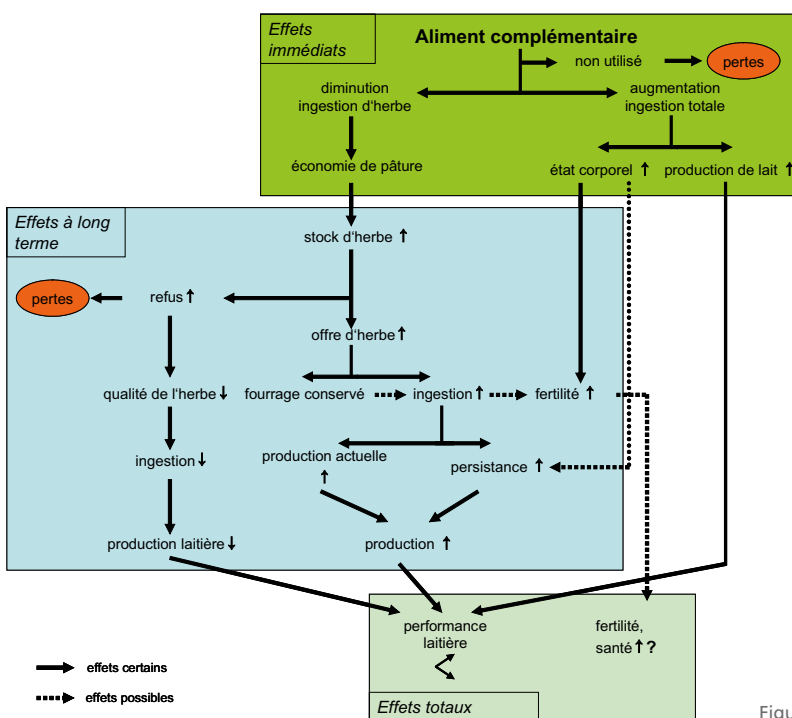 Effets
immédiats
Aliment complémentaire
non utilisé
pertes
diminution
ingestion d'herbe
augmentation
ingestion totale
économie de pâture
état corporel ↑
production de lait ↑
Effets à long
terme
stock d'herbe ↑
pertes
refus ↑
offre d'herbe ↑
qualité de l'herbe ↓
fourrage conservé
ingestion ↑
fertilité ↑
ingestion ↓
production actuelle
↑
persistance ↑
production laitière ↓
production ↑
performance
laitière
fertilité,
santé ↑ ?
effets certains
effets possibles
Effets totaux
Figu